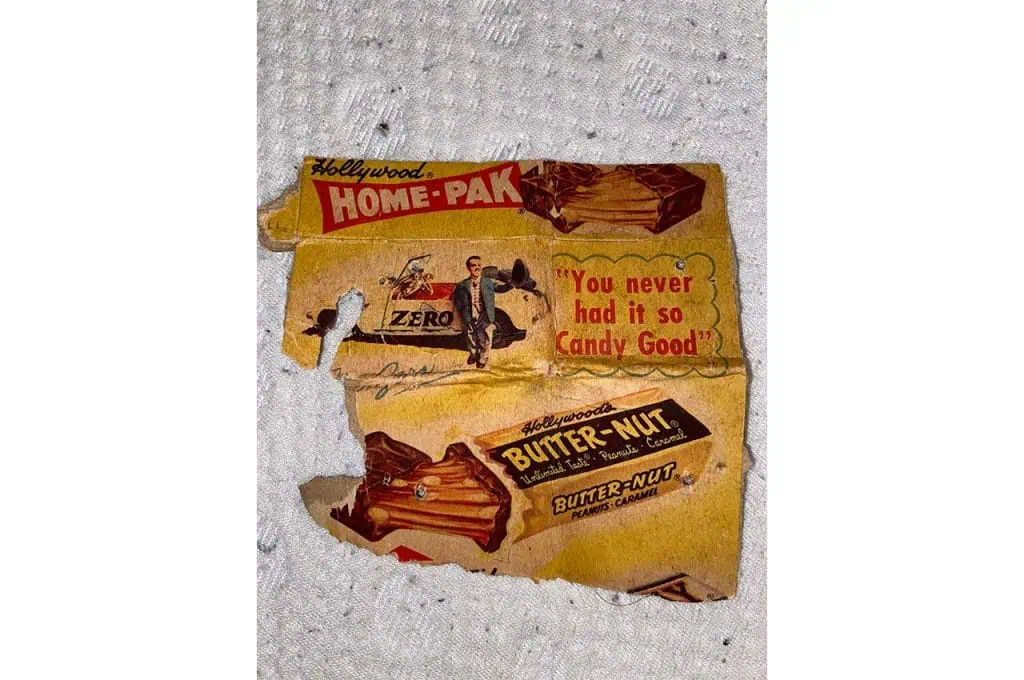 Hollywood®
HOME-PAK®
ZERO
"You never
had it so
Candy Good"
Hollywood's
BUTTER-NUT®
Unlimited Taste® · Peanuts · Caramel
BUTTER-NUT®
PEANUTS · CARAMEL